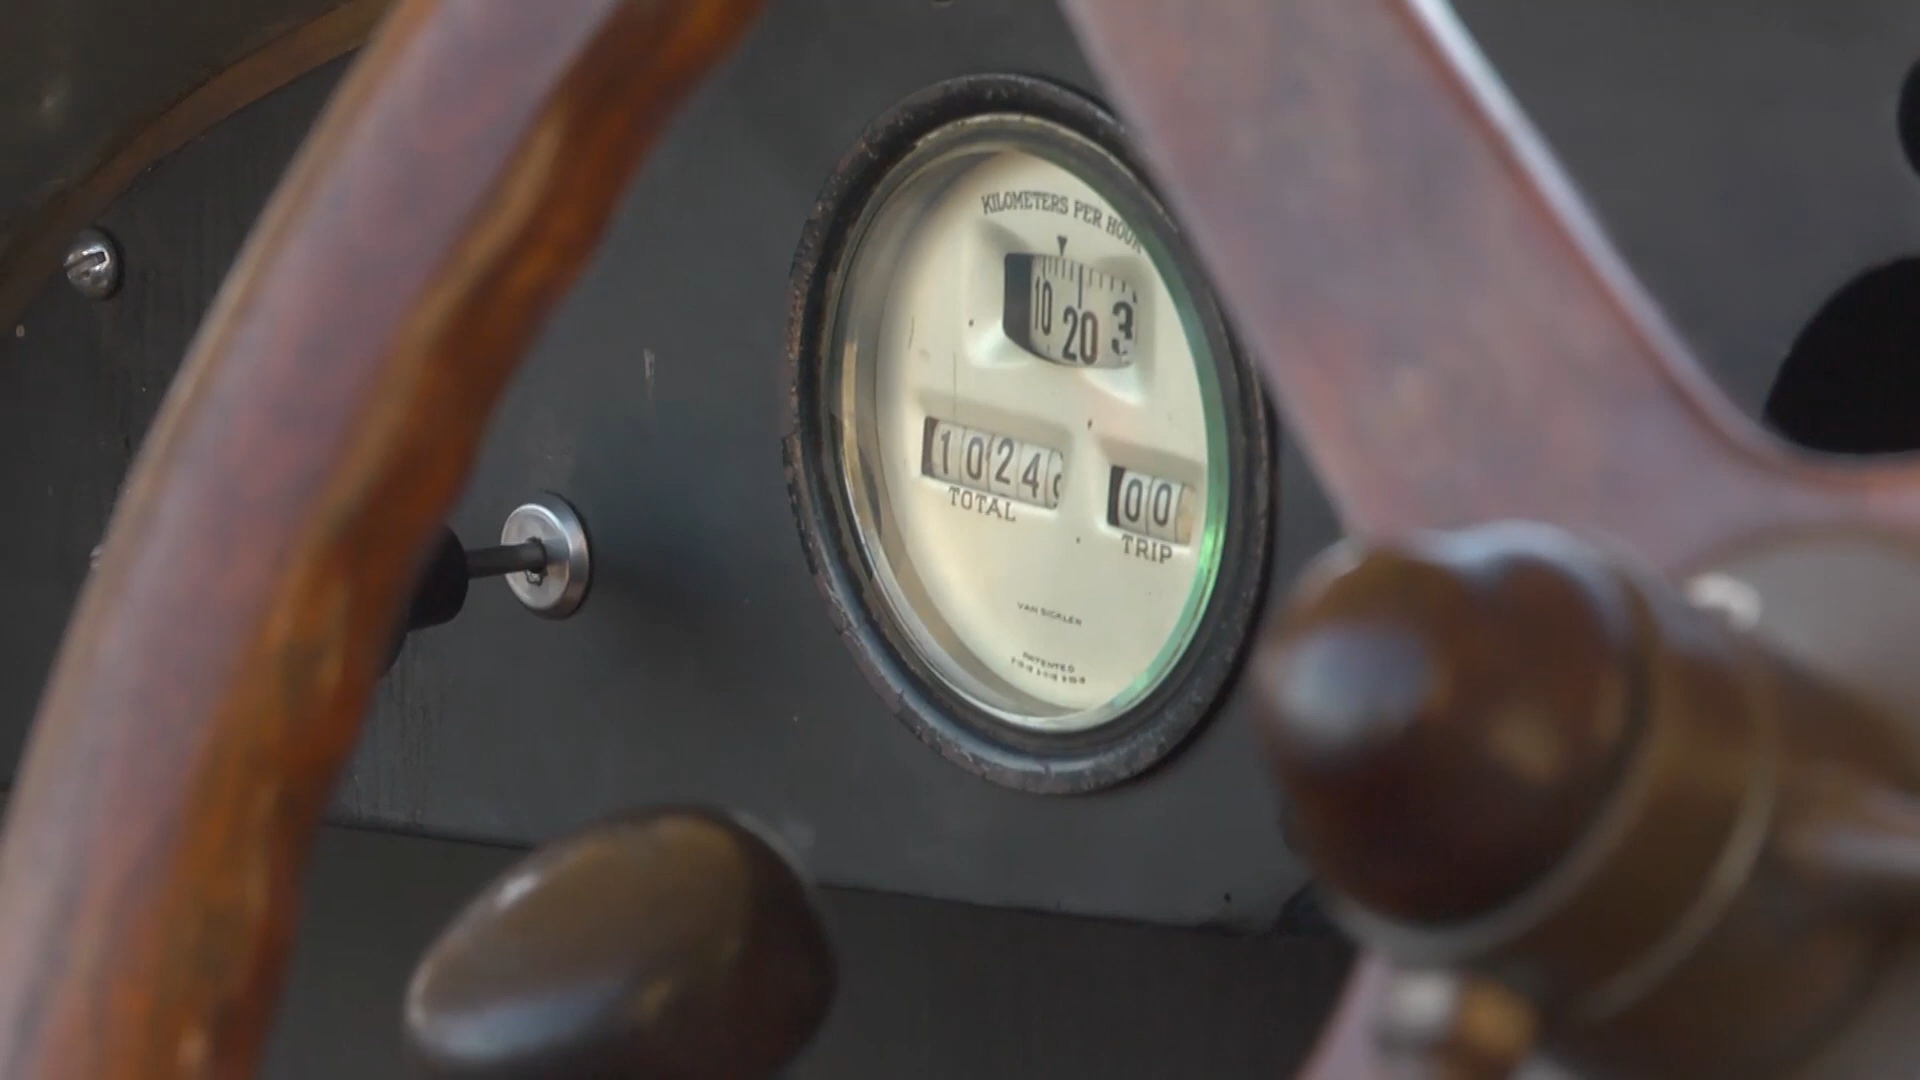 KILOMETERS PER HOUR
10 20 3
1024
TOTAL
00
TRIP
VAN SICKLEN
PATENTED